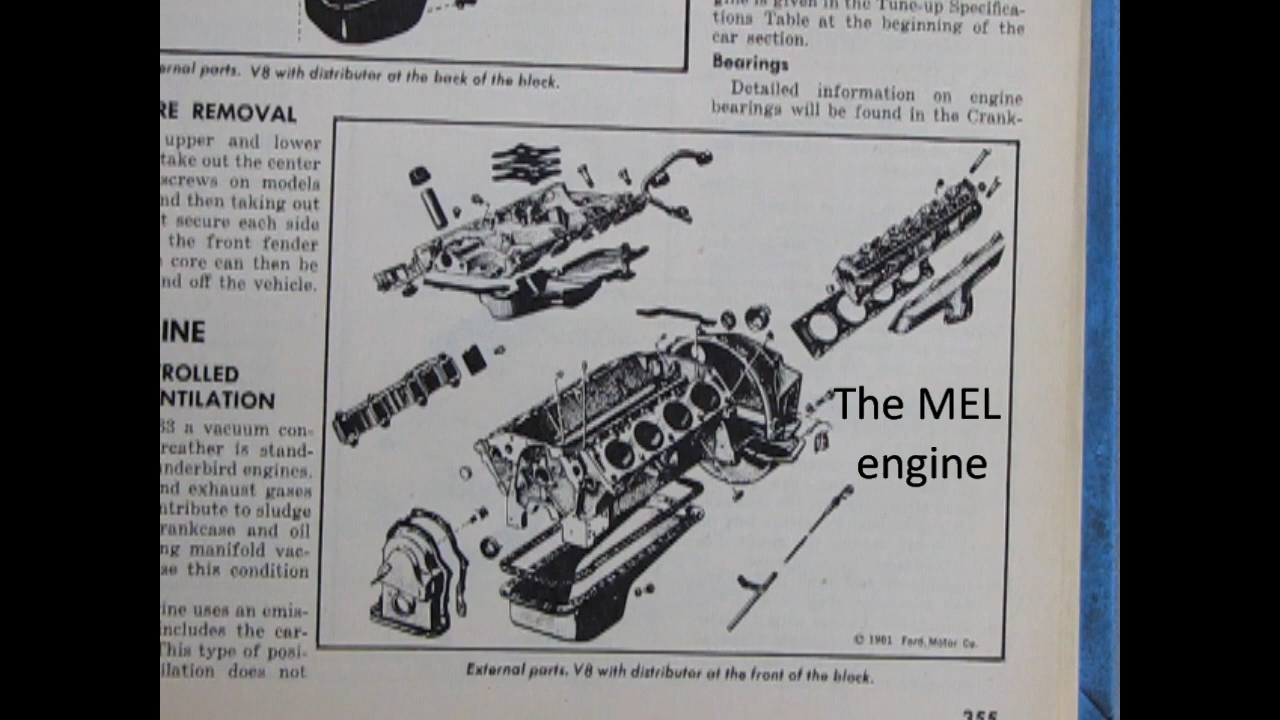 gine is given in the Tune-up Specifica-
tions Table at the beginning of the
car section.
Bearings
Detailed information on engine
bearings will be found in the Crank-
ernal parts. V8 with distributor at the back of the block.
RE REMOVAL
upper and lower
take out the center
screws on models
nd then taking out
t secure each side
the front fender
core can then be
nd off the vehicle.
INE
ROLLED
NTILATION
63 a vacuum con-
reather is stand-
nderbird engines.
nd exhaust gases
ntribute to sludge
rankcase and oil
ng manifold vac-
se this condition
ine uses an emis-
includes the car-
This type of posi-
ilation does not
The MEL
engine
© 1961 Ford Motor Co.
External parts. V8 with distributor at the front of the block.
355